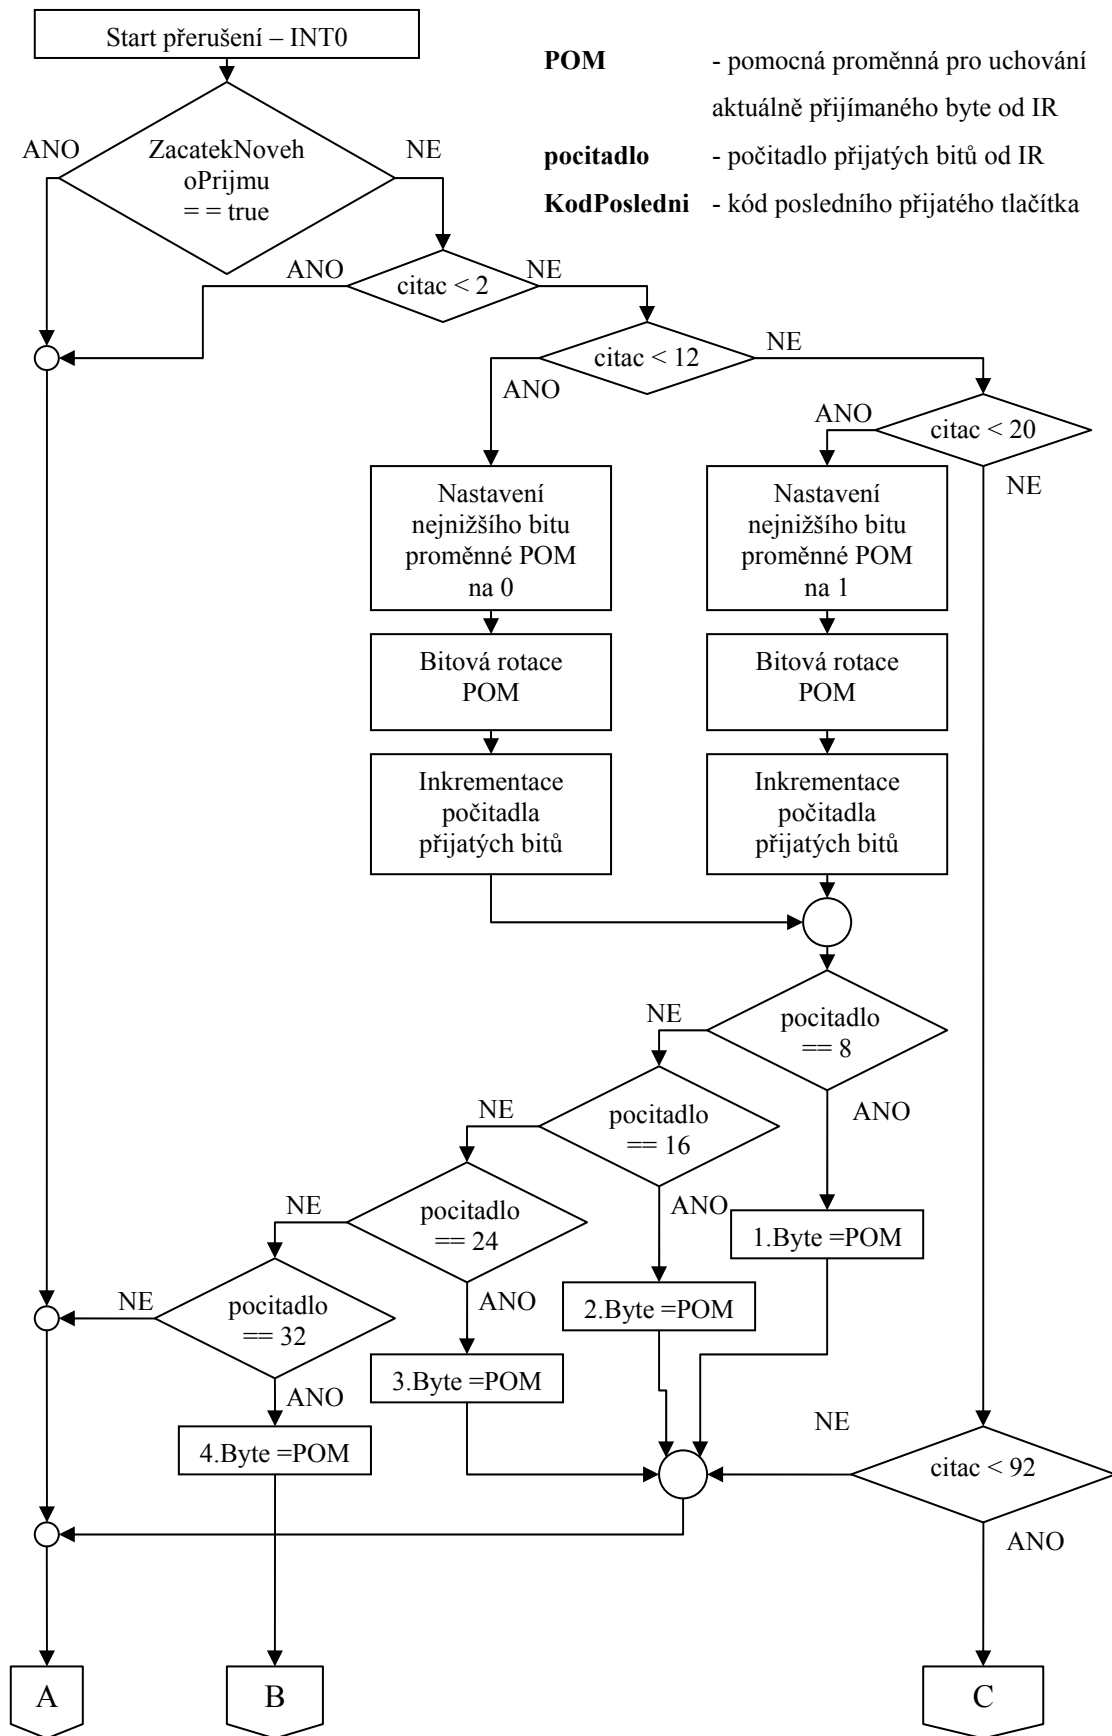 Start přerušení – INT0
POM - pomocná proměnná pro uchování
aktuálně přijímaného byte od IR
pocitadlo - počitadlo přijatých bitů od IR
KodPosledni - kód posledního přijatého tlačítka
ANO
ZacatekNoveh
oPrijmu
= = true
NE
ANO
citac < 2
NE
citac < 12
NE
ANO
ANO
citac < 20
NE
Nastavení
nejnižšího bitu
proměnné POM
na 0
Nastavení
nejnižšího bitu
proměnné POM
na 1
Bitová rotace
POM
Bitová rotace
POM
Inkrementace
počitadla
přijatých bitů
Inkrementace
počitadla
přijatých bitů
NE
pocitadlo
== 8
ANO
NE
pocitadlo
== 16
ANO
NE
pocitadlo
== 24
ANO
1.Byte =POM
NE
pocitadlo
== 32
ANO
2.Byte =POM
3.Byte =POM
4.Byte =POM
NE
citac < 92
ANO
A
B
C